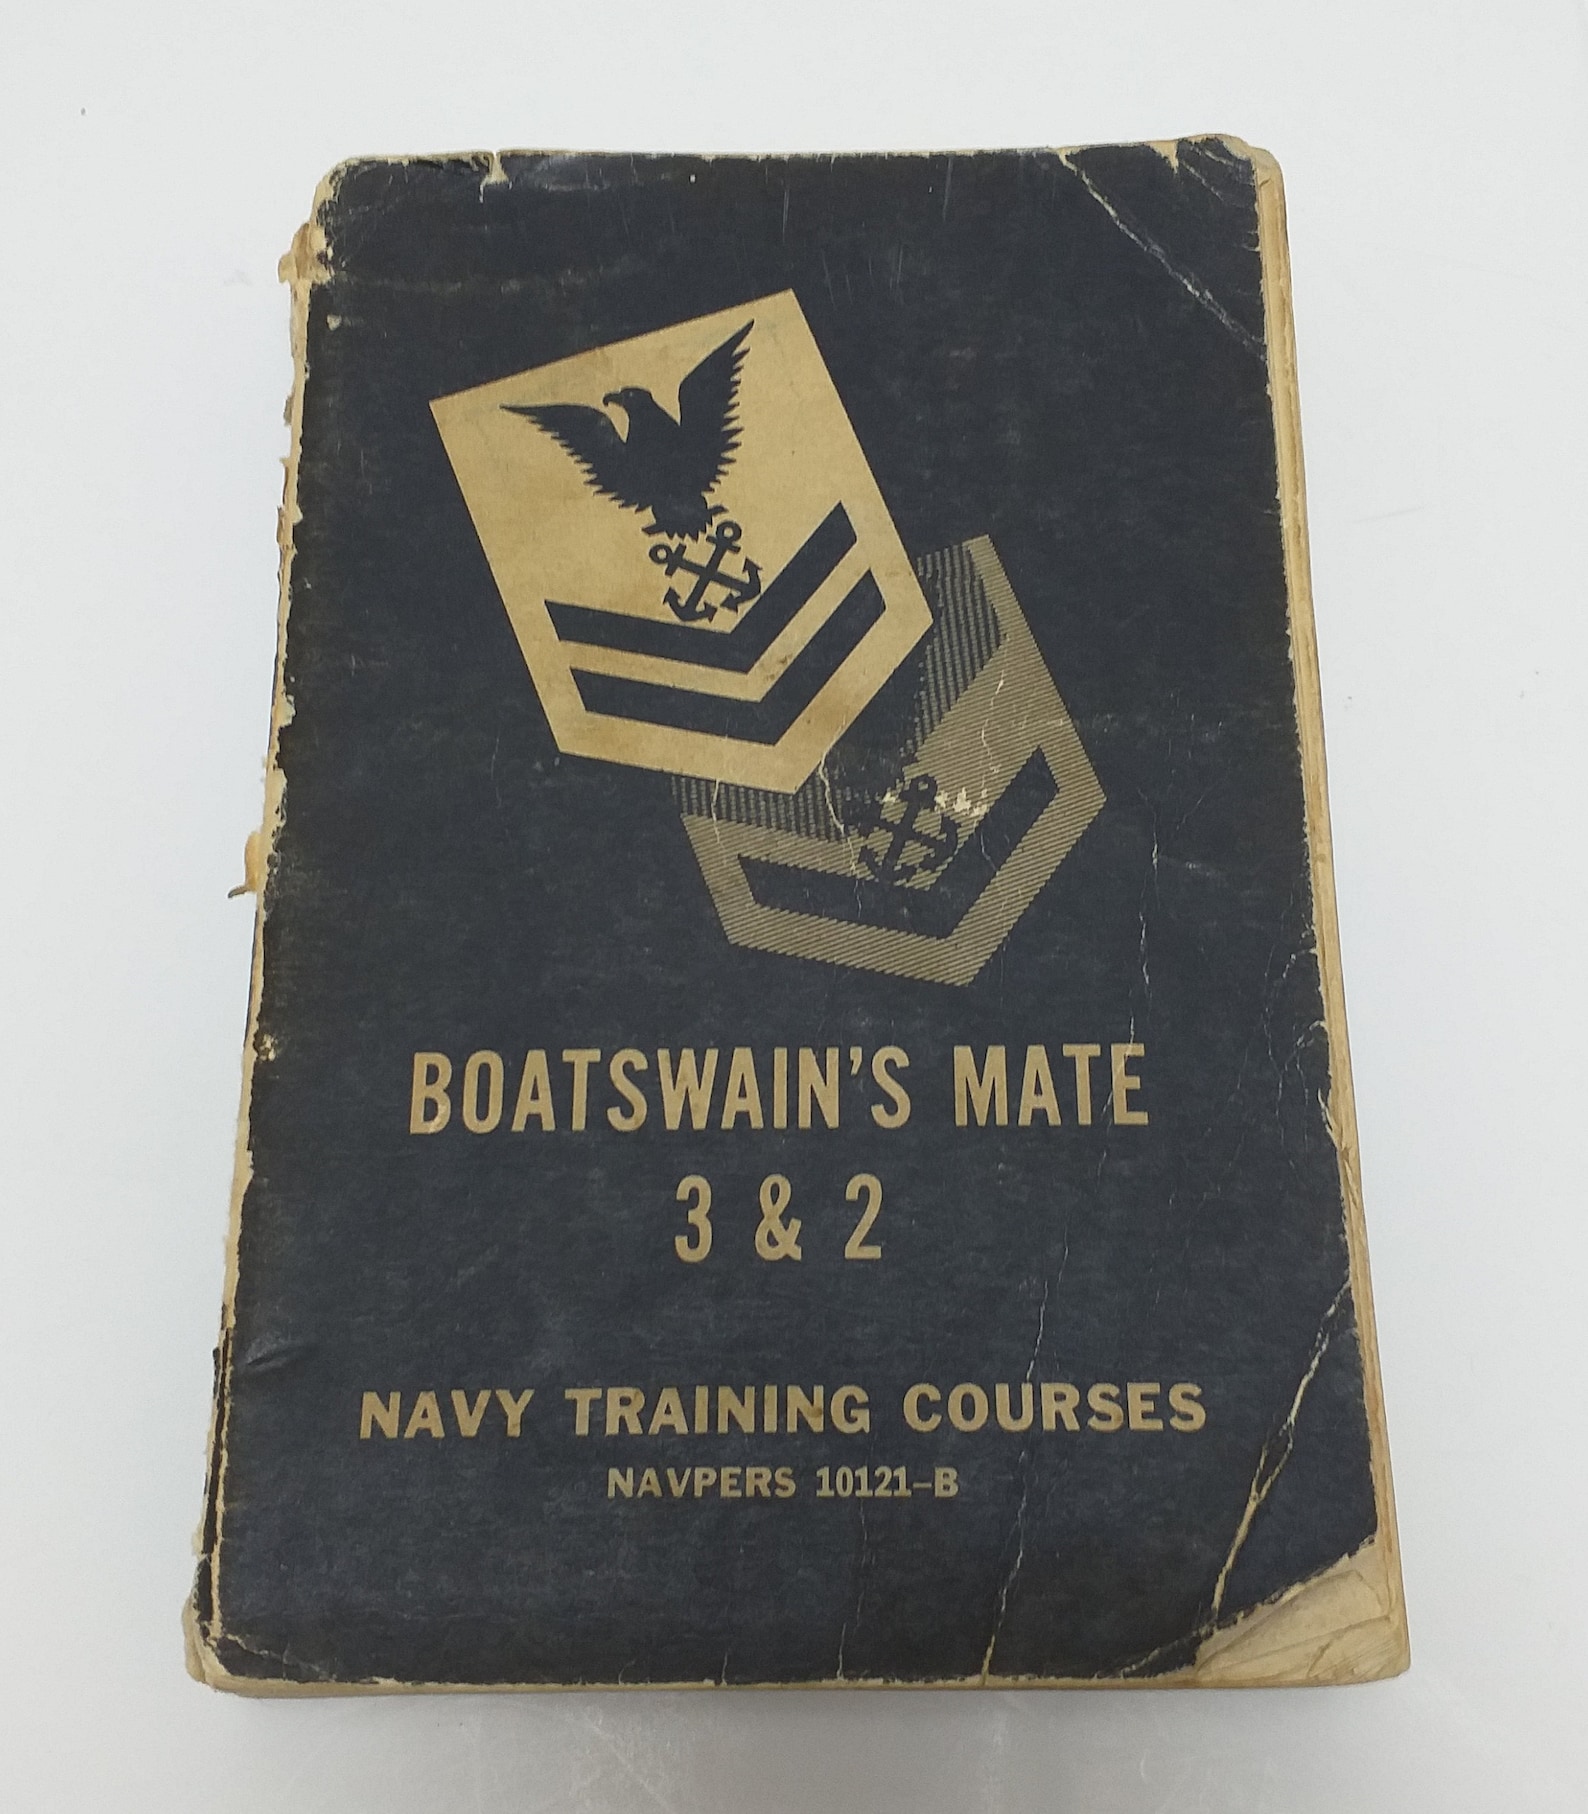 BOATSWAIN'S MATE
3 & 2
NAVY TRAINING COURSES
NAVPERS 10121-B